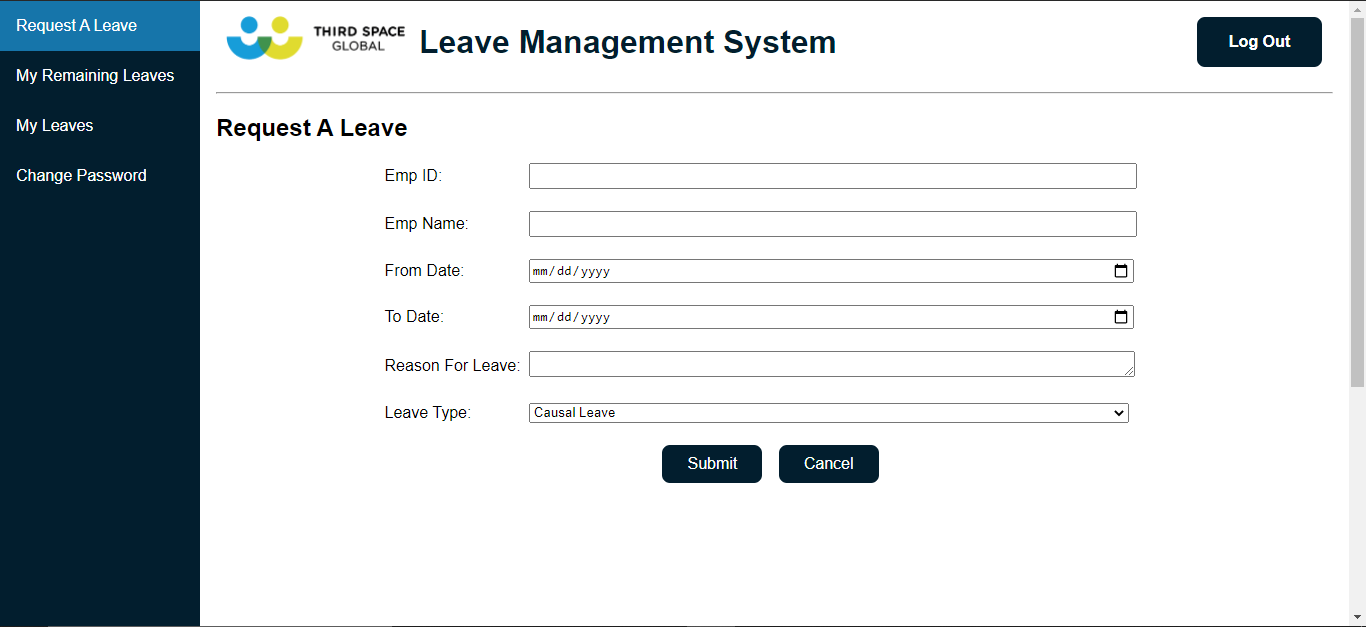 Request A Leave
My Remaining Leaves
My Leaves
Change Password
THIRD SPACE
GLOBAL
Leave Management System
Log Out
Request A Leave
Emp ID:
Emp Name:
From Date: mm/dd/yyyy
To Date: mm/dd/yyyy
Reason For Leave:
Leave Type: Causal Leave
Submit Cancel